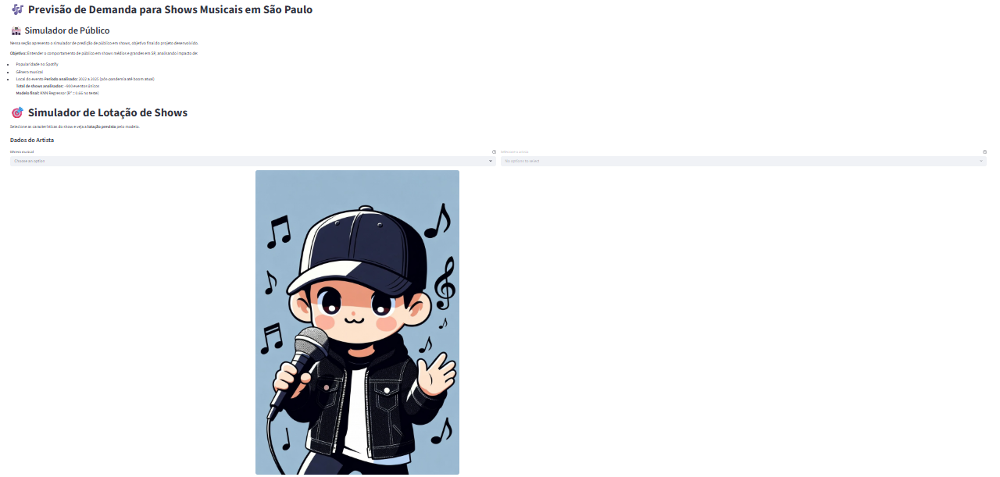 Previsão de Demanda para Shows Musicais em São Paulo
Simulador de Público
Nessa seção apresento o simulador de predição de público em shows, objetivo final do projeto desenvolvido.
Objetivo: Entender o comportamento de público em shows médios e grandes em SP, analisando impacto de:
Popularidade no Spotify
Gênero musical
Local do evento Período analisado: 2022 a 2025 (pós-pandemia até boom atual)
Total de shows analisados: ~900 eventos únicos
Modelo final: KNN Regressor (R² = 0.66 no teste)
Simulador de Lotação de Shows
Selecione as características do show e veja a lotação prevista pelo modelo.
Dados do Artista
Gênero musical
Selecione o artista
Choose an option
No options to select